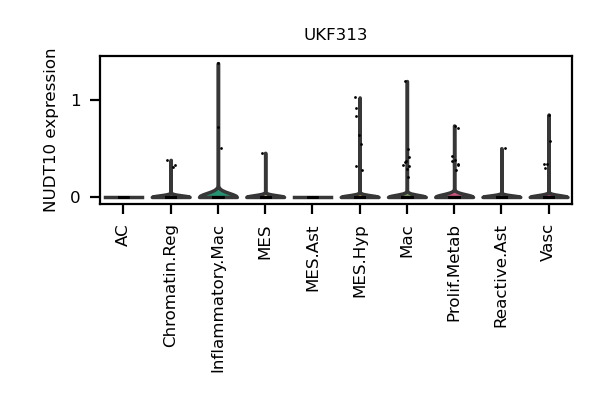 UKF313
NUDT10 expression
1
0
AC
Chromatin.Reg
Inflammatory.Mac
MES
MES.Ast
MES.Hyp
Mac
Prolif.Metab
Reactive.Ast
Vasc